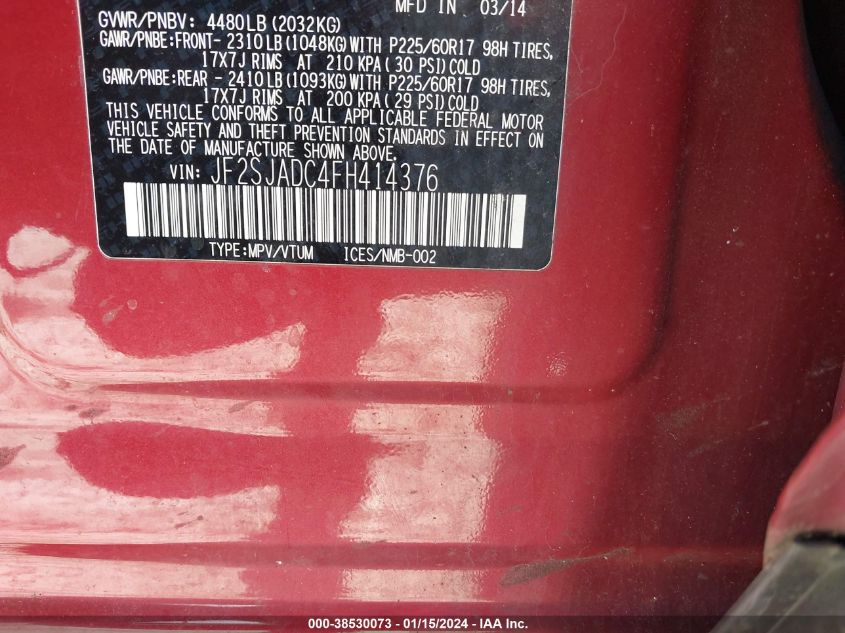 MFD IN 03/14
GVWR/PNBV: 4480LB(2032KG)
GAWR/PNBE:FRONT- 2310LB(1048KG)WITH P225/60R17 98H TIRES,
17X7J RIMS AT 210 KPA(30 PSI)COLD
GAWR/PNBE:REAR - 2410LB(1093KG)WITH P225/60R17 98H TIRES,
17X7J RIMS AT 200 KPA(29 PSI)COLD
THIS VEHICLE CONFORMS TO ALL APPLICABLE FEDERAL MOTOR
VEHICLE SAFETY AND THEFT PREVENTION STANDARDS IN EFFECT ON
THE DATE OF MANUFACTURE SHOWN ABOVE.
VIN: JF2SJADC4FH414376
TYPE:MPV/VTUM ICES/NMB-002
000-38530073 - 01/15/2024 - IAA Inc.